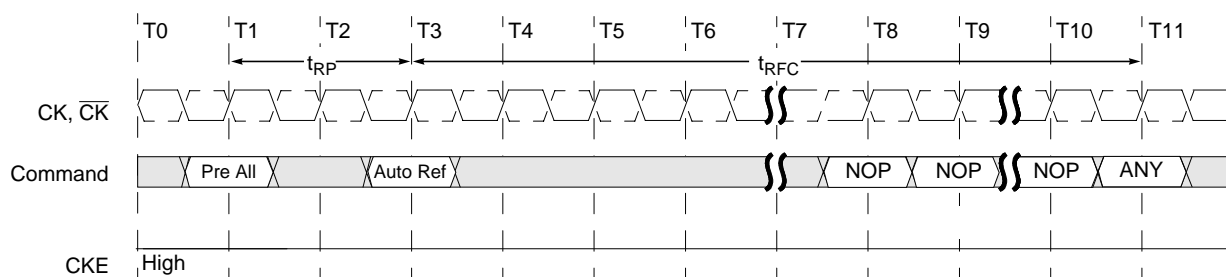 T0 T1 T2 T3 T4 T5 T6 T7 T8 T9 T10 T11
tRP tRFC
CK, C̅K̅
Command Pre All Auto Ref NOP NOP NOP ANY
CKE High